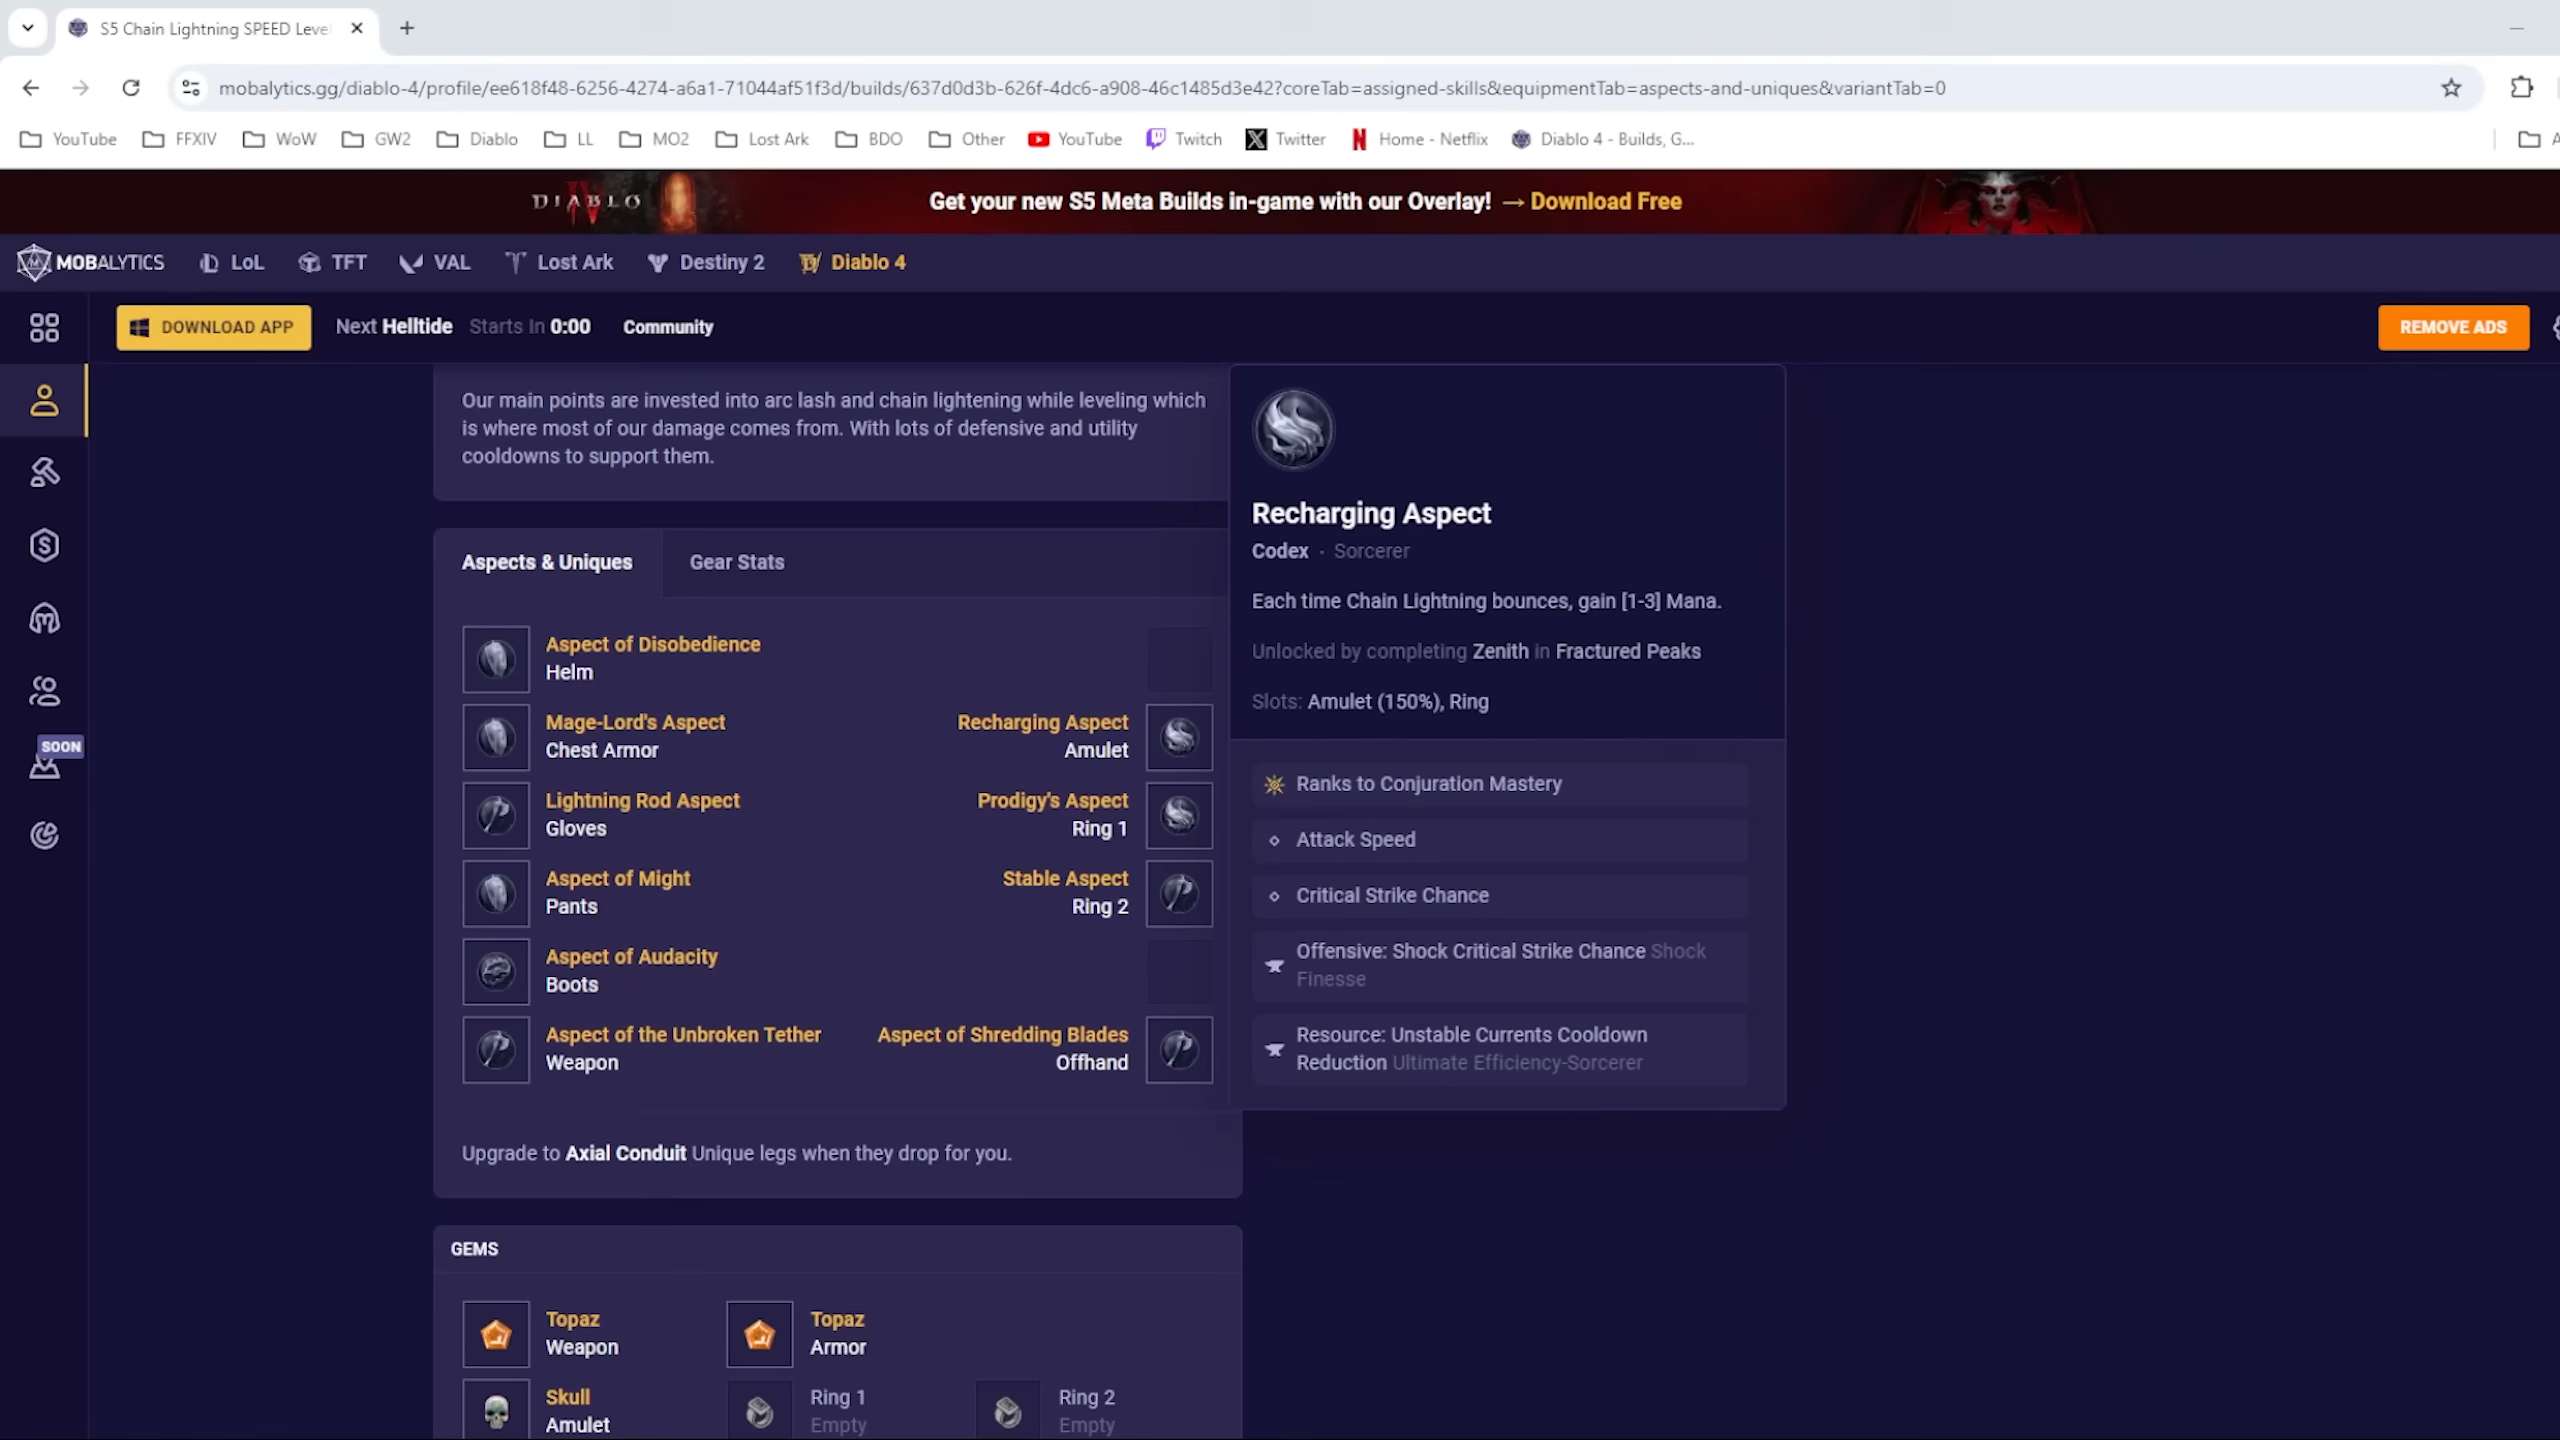 S5 Chain Lightning SPEED Leve
mobalytics.gg/diablo-4/profile/ee618f48-6256-4274-a6a1-71044af51f3d/builds/637d0d3b-626f-4dc6-a908-46c1485d3e42?coreTab=assigned-skills&equipmentTab=aspects-and-uniques&variantTab=0
YouTube FFXIV WoW GW2 Diablo LL MO2 Lost Ark BDO Other YouTube Twitch Twitter Home - Netflix Diablo 4 - Builds, G... A
DIABLO IV
Get your new S5 Meta Builds in-game with our Overlay! → Download Free
MOBALYTICS LoL TFT VAL Lost Ark Destiny 2 Diablo 4
DOWNLOAD APP Next Helltide Starts In 0:00 Community REMOVE ADS
SOON
Our main points are invested into arc lash and chain lightening while leveling which
is where most of our damage comes from. With lots of defensive and utility
cooldowns to support them.
Aspects & Uniques Gear Stats
Aspect of Disobedience
Helm
Mage-Lord's Aspect
Chest Armor
Recharging Aspect
Amulet
Lightning Rod Aspect
Gloves
Prodigy's Aspect
Ring 1
Aspect of Might
Pants
Stable Aspect
Ring 2
Aspect of Audacity
Boots
Aspect of the Unbroken Tether
Weapon
Aspect of Shredding Blades
Offhand
Upgrade to Axial Conduit Unique legs when they drop for you.
Recharging Aspect
Codex · Sorcerer
Each time Chain Lightning bounces, gain [1-3] Mana.
Unlocked by completing Zenith in Fractured Peaks
Slots: Amulet (150%), Ring
Ranks to Conjuration Mastery
Attack Speed
Critical Strike Chance
Offensive: Shock Critical Strike Chance Shock
Finesse
Resource: Unstable Currents Cooldown
Reduction Ultimate Efficiency-Sorcerer
GEMS
Topaz
Weapon
Topaz
Armor
Skull
Amulet
Ring 1
Empty
Ring 2
Empty